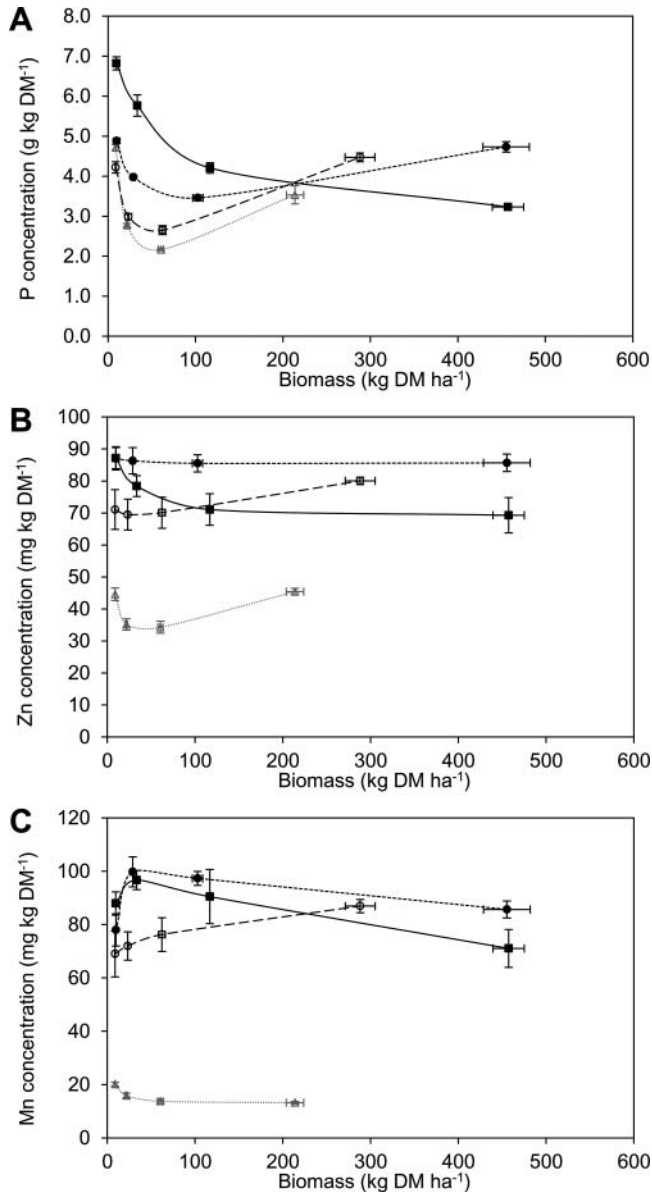 A
P concentration (g kg DM⁻¹)
8.0
7.0
6.0
5.0
4.0
3.0
2.0
1.0
0.0
0 100 200 300 400 500 600
Biomass (kg DM ha⁻¹)
B
Zn concentration (mg kg DM⁻¹)
100
90
80
70
60
50
40
30
20
10
0
0 100 200 300 400 500 600
Biomass (kg DM ha⁻¹)
C
Mn concentration (mg kg DM⁻¹)
120
100
80
60
40
20
0
0 100 200 300 400 500 600
Biomass (kg DM ha⁻¹)